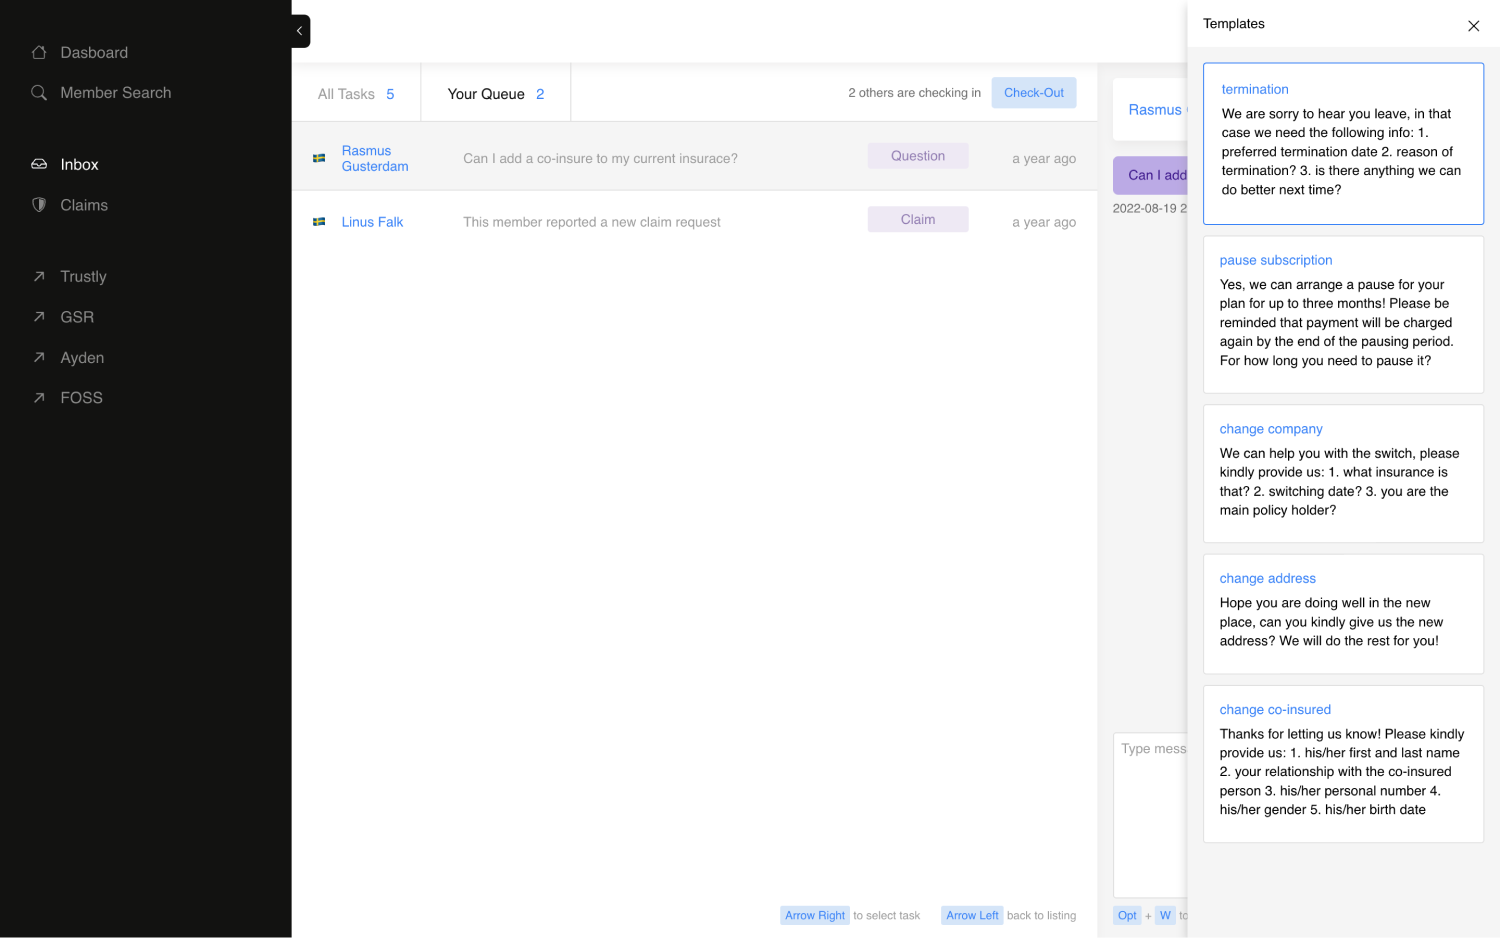 Dasboard
Member Search
Inbox
Claims
Trustly
GSR
Ayden
FOSS
All Tasks 5
Your Queue 2
2 others are checking in
Check-Out
Rasmus
Gusterdam
Can I add a co-insure to my current insurace?
Question
a year ago
Linus Falk
This member reported a new claim request
Claim
a year ago
Arrow Right to select task
Arrow Left back to listing
Rasmus
Can I add
2022-08-19 2
Type mess
Opt + W to
Templates
termination
We are sorry to hear you leave, in that
case we need the following info: 1.
preferred termination date 2. reason of
termination? 3. is there anything we can
do better next time?
pause subscription
Yes, we can arrange a pause for your
plan for up to three months! Please be
reminded that payment will be charged
again by the end of the pausing period.
For how long you need to pause it?
change company
We can help you with the switch, please
kindly provide us: 1. what insurance is
that? 2. switching date? 3. you are the
main policy holder?
change address
Hope you are doing well in the new
place, can you kindly give us the new
address? We will do the rest for you!
change co-insured
Thanks for letting us know! Please kindly
provide us: 1. his/her first and last name
2. your relationship with the co-insured
person 3. his/her personal number 4.
his/her gender 5. his/her birth date